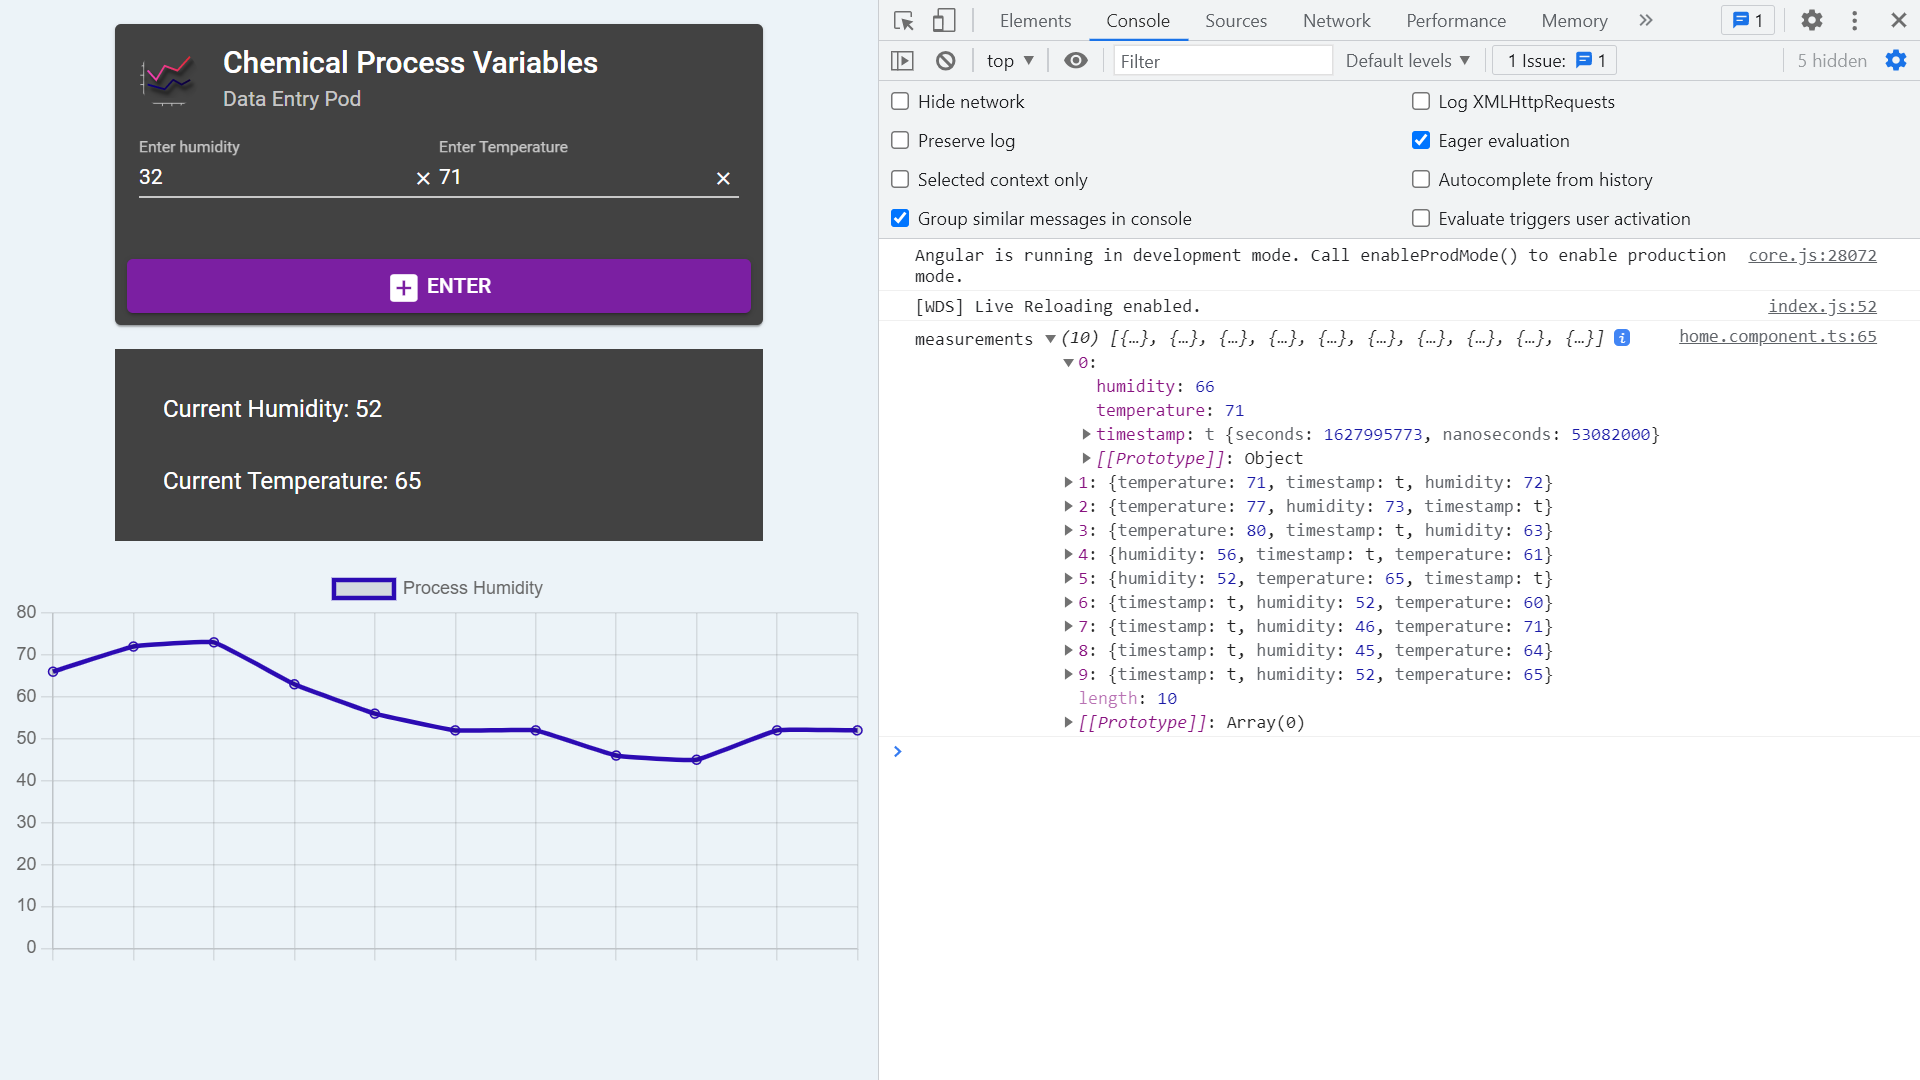 Chemical Process Variables
Data Entry Pod
Enter humidity
Enter Temperature
32
71
ENTER
Current Humidity: 52
Current Temperature: 65
Process Humidity
80
70
60
50
40
30
20
10
0
Elements Console Sources Network Performance Memory 1
top Filter Default levels 1 Issue: 1 5 hidden
Hide network
Log XMLHttpRequests
Preserve log
Eager evaluation
Selected context only
Autocomplete from history
Group similar messages in console
Evaluate triggers user activation
Angular is running in development mode. Call enableProdMode() to enable production core.js:28072
mode.
[WDS] Live Reloading enabled. index.js:52
measurements (10) [{…}, {…}, {…}, {…}, {…}, {…}, {…}, {…}, {…}, {…}] i home.component.ts:65
0:
humidity: 66
temperature: 71
timestamp: t {seconds: 1627995773, nanoseconds: 53082000}
[[Prototype]]: Object
1: {temperature: 71, timestamp: t, humidity: 72}
2: {temperature: 77, humidity: 73, timestamp: t}
3: {temperature: 80, timestamp: t, humidity: 63}
4: {humidity: 56, timestamp: t, temperature: 61}
5: {humidity: 52, temperature: 65, timestamp: t}
6: {timestamp: t, humidity: 52, temperature: 60}
7: {timestamp: t, humidity: 46, temperature: 71}
8: {timestamp: t, humidity: 45, temperature: 64}
9: {timestamp: t, humidity: 52, temperature: 65}
length: 10
[[Prototype]]: Array(0)